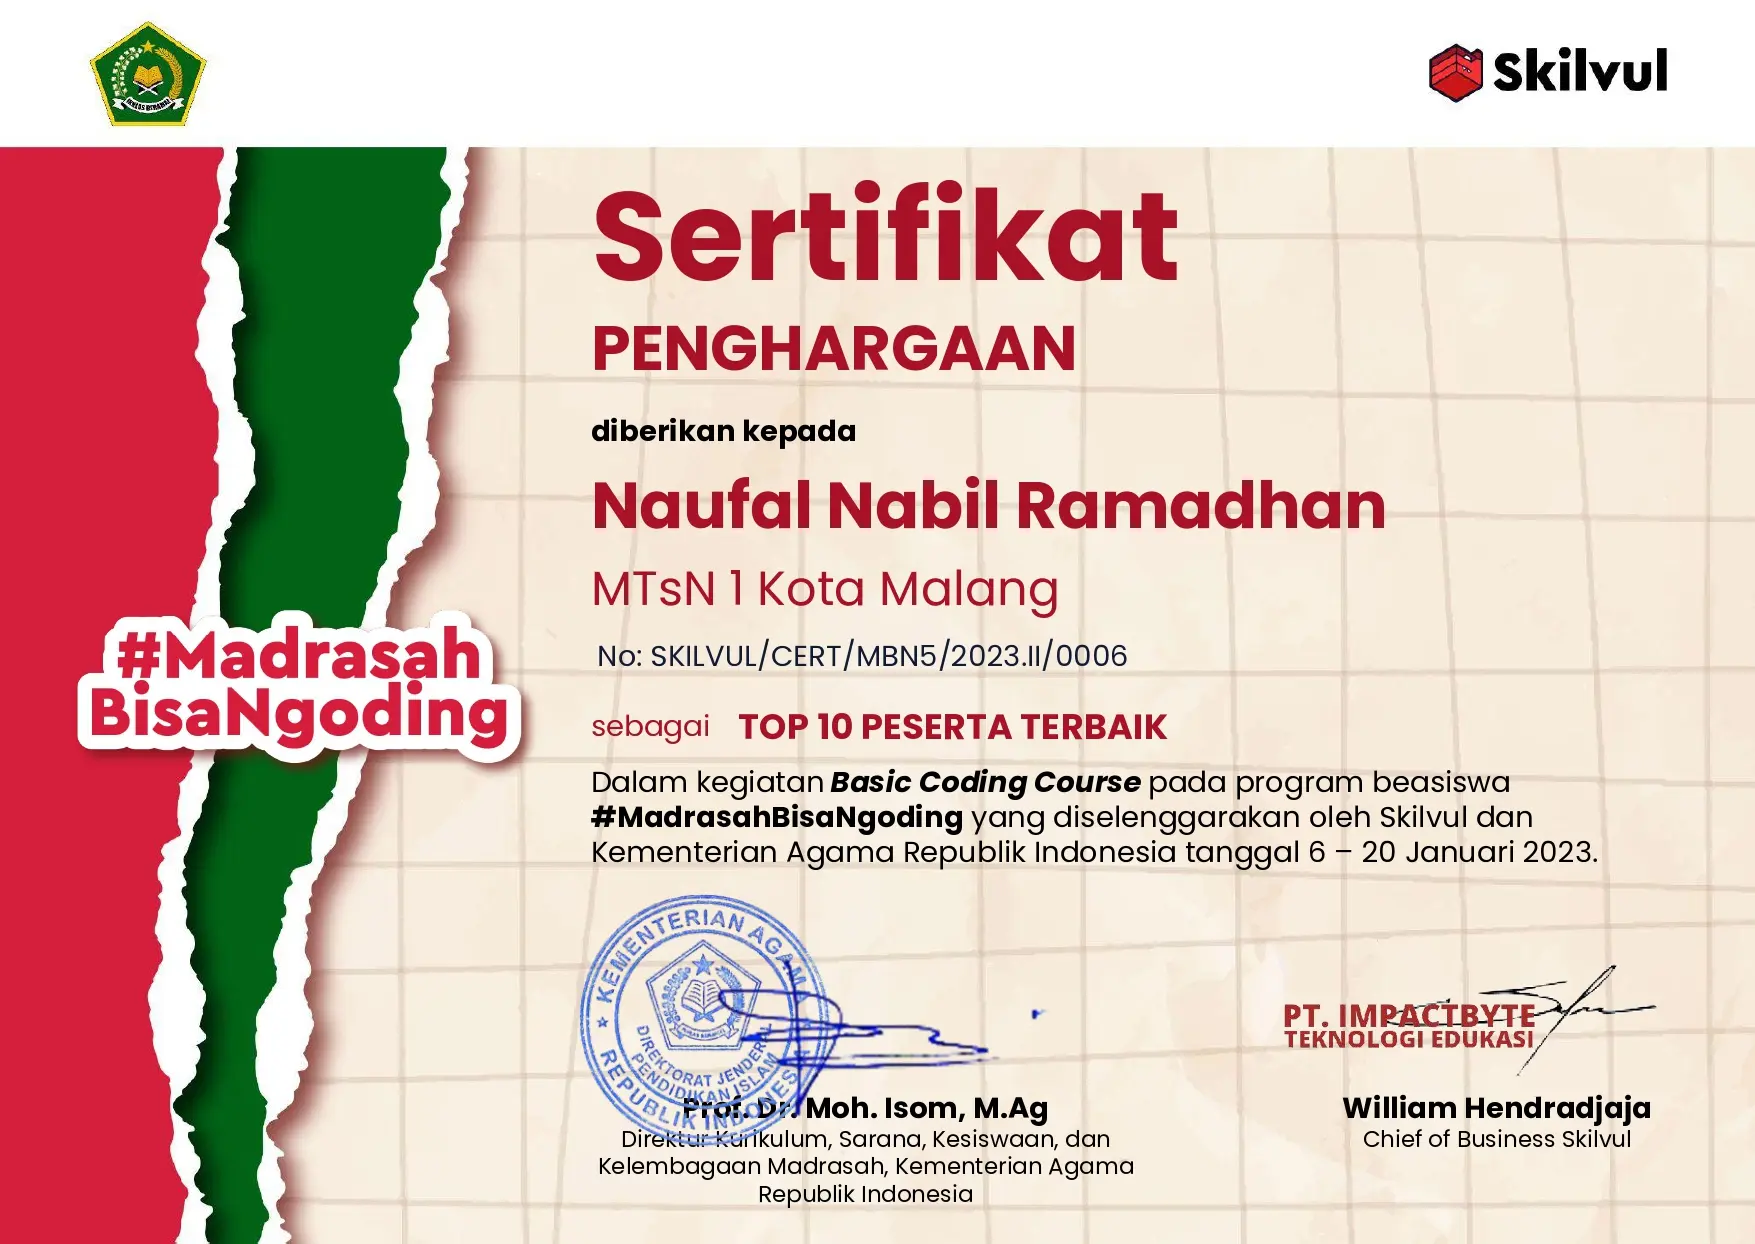 Skilvul
Sertifikat
PENGHARGAAN
diberikan kepada
Naufal Nabil Ramadhan
MTsN 1 Kota Malang
No: SKILVUL/CERT/MBN5/2023.II/0006
#Madrasah
BisaNgoding
sebagai TOP 10 PESERTA TERBAIK
Dalam kegiatan Basic Coding Course pada program beasiswa
#MadrasahBisaNgoding yang diselenggarakan oleh Skilvul dan
Kementerian Agama Republik Indonesia tanggal 6 – 20 Januari 2023.
KEMENTERIAN AGAMA
REPUBLIK INDONES
DIREKTORAT JENDERAL
PENDIDIKAN ISLAM
PT. IMPACTBYTE
TEKNOLOGI EDUKASI
Prof. Dr. Moh. Isom, M.Ag
Direktur Kurikulum, Sarana, Kesiswaan, dan
Kelembagaan Madrasah, Kementerian Agama
Republik Indonesia
William Hendradjaja
Chief of Business Skilvul